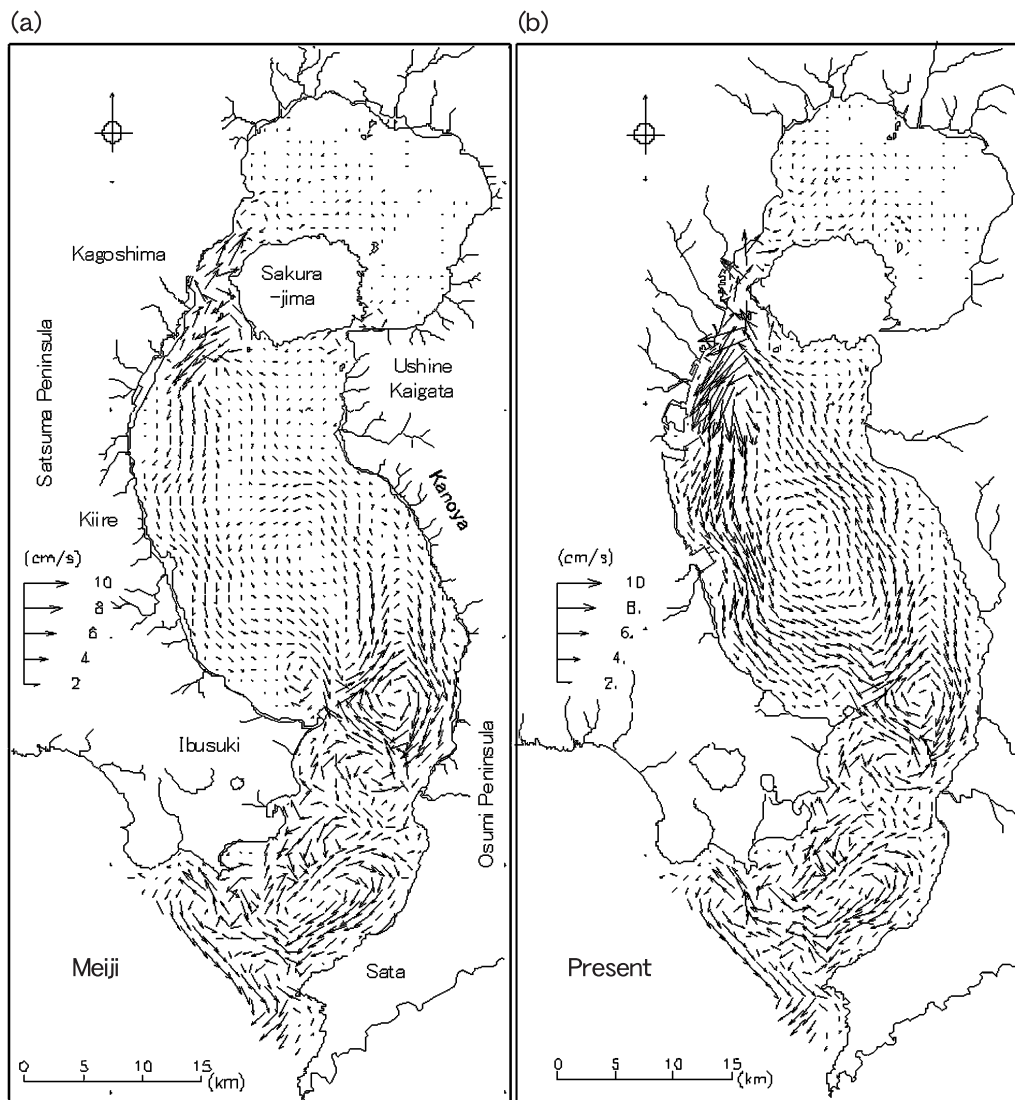 (a)
(b)
Kagoshima
Sakura
-jima
Ushine
Kaigata
Satsuma Peninsula
Kanoya
Kiire
(cm/s)
10
8
6
4
2
(cm/s)
10
8.
6.
4
2.
Ibusuki
Osumi Peninsula
Meiji
Sata
Present
0 5 10 15
(km)
0 5 10 15
(km)